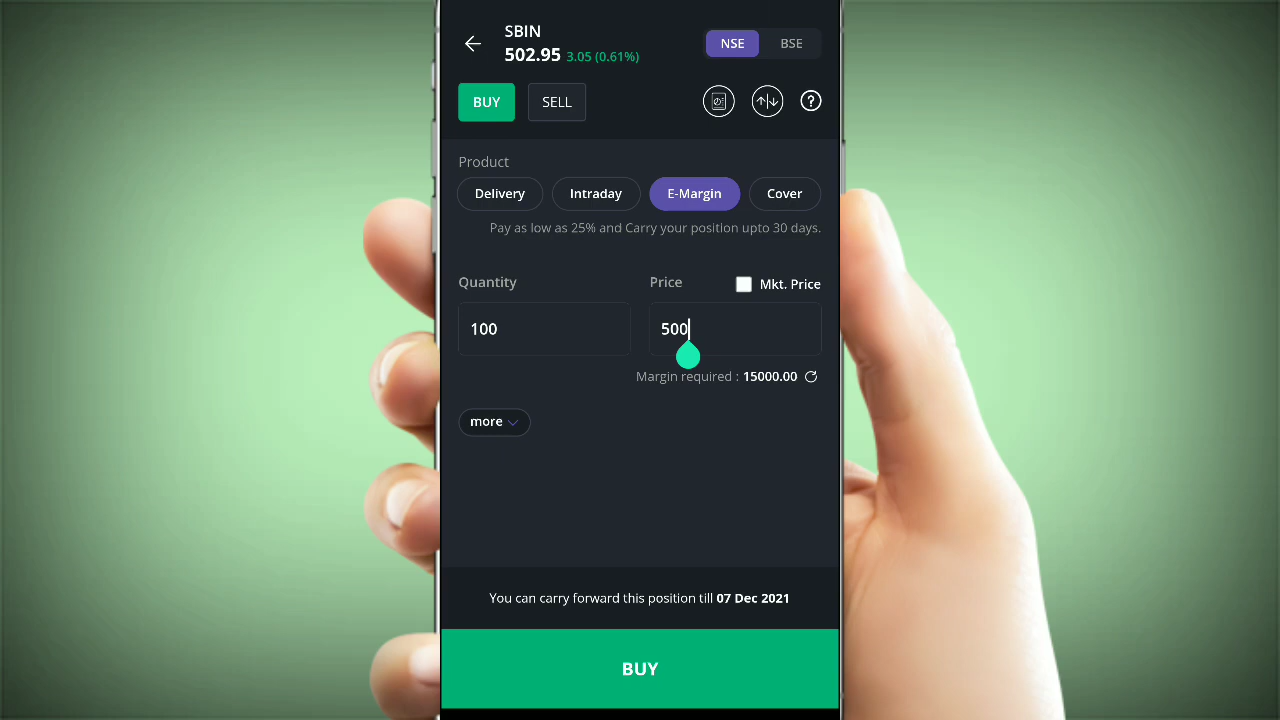 SBIN
502.95 3.05 (0.61%)
NSE BSE
BUY SELL
Product
Delivery Intraday E-Margin Cover
Pay as low as 25% and Carry your position upto 30 days.
Quantity Price Mkt. Price
100 500
Margin required : 15000.00
more
You can carry forward this position till 07 Dec 2021
BUY